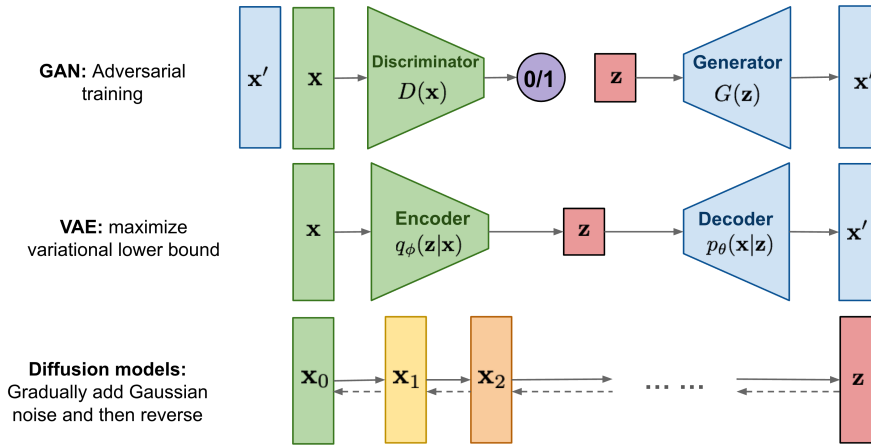 GAN: Adversarial
training
x′
x
Discriminator
D(x)
0/1
z
Generator
G(z)
x′
VAE: maximize
variational lower bound
x
Encoder
qϕ(z|x)
z
Decoder
pθ(x|z)
x′
Diffusion models:
Gradually add Gaussian
noise and then reverse
x₀
x₁
x₂
... ...
z